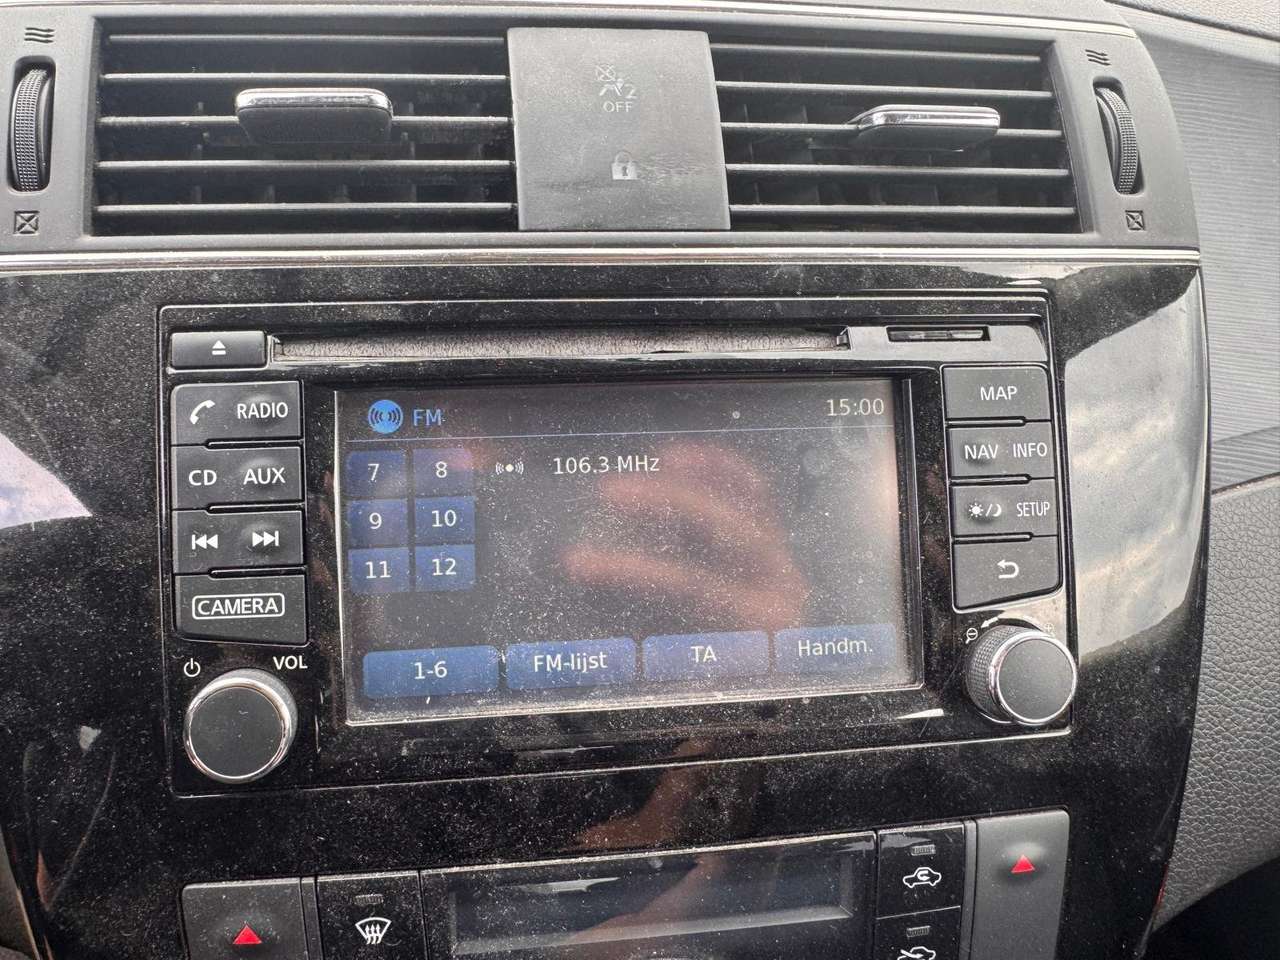 2
OFF
RADIO
CD AUX
CAMERA
VOL
FM 15:00
7 8 106.3 MHz
9 10
11 12
1-6 FM-lijst TA Handm.
MAP
NAV INFO
SETUP